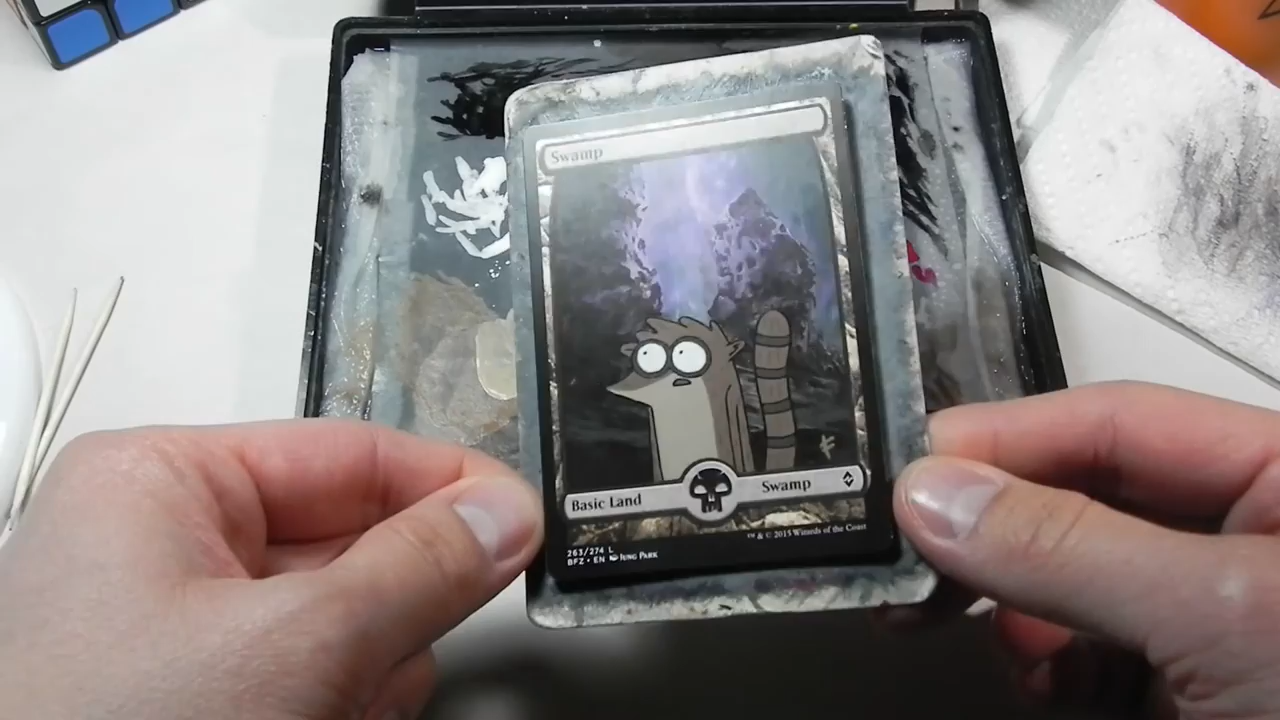 Swamp
Basic Land
Swamp
263/274 L
BFZ • EN Jung Park
™ & © 2015 Wizards of the Coast